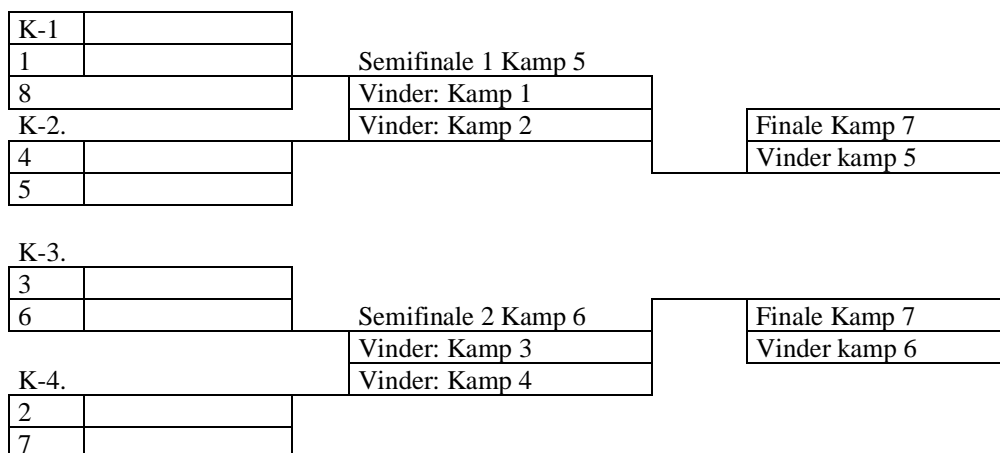 K-1
1
Semifinale 1 Kamp 5
8
Vinder: Kamp 1
K-2.
Vinder: Kamp 2
Finale Kamp 7
4
Vinder kamp 5
5
K-3.
3
6
Semifinale 2 Kamp 6
Finale Kamp 7
Vinder: Kamp 3
Vinder kamp 6
K-4.
Vinder: Kamp 4
2
7